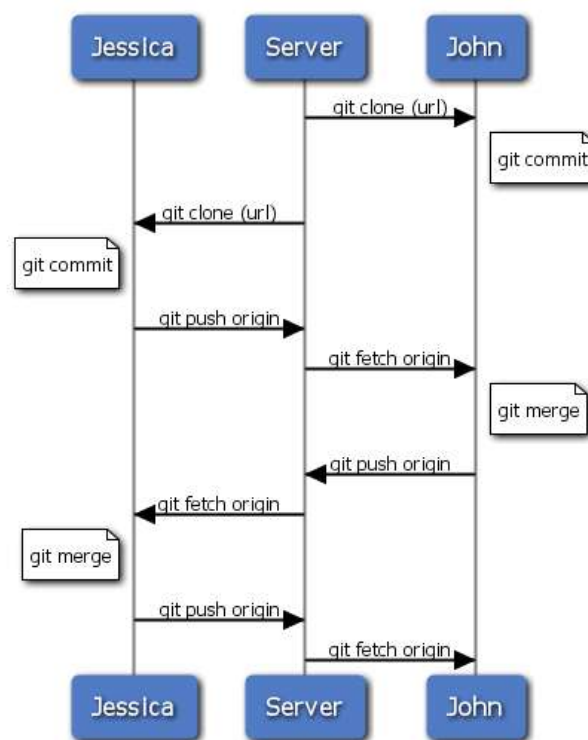 Jessica
Server
John
git clone (url)
git commit
git clone (url)
git commit
git push origin
git fetch origin
git merge
git push origin
git fetch origin
git merge
git push origin
git fetch origin
Jessica
Server
John